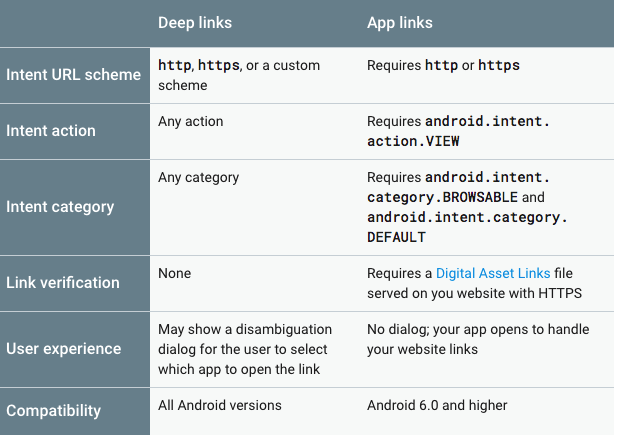 Deep links
App links
Intent URL scheme
http, https, or a custom
scheme
Requires http or https
Intent action
Any action
Requires android.intent.
action.VIEW
Intent category
Any category
Requires android.intent.
category.BROWSABLE and
android.intent.category.
DEFAULT
Link verification
None
Requires a Digital Asset Links file
served on you website with HTTPS
User experience
May show a disambiguation
dialog for the user to select
which app to open the link
No dialog; your app opens to handle
your website links
Compatibility
All Android versions
Android 6.0 and higher